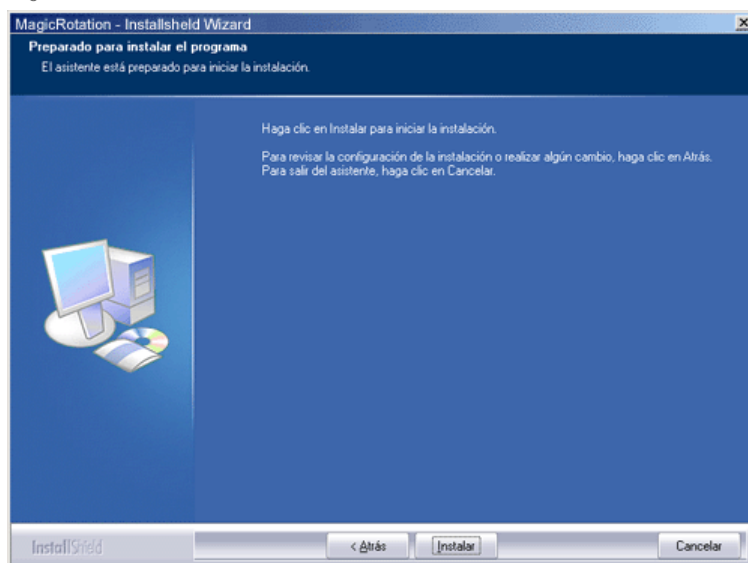 MagicRotation - Installsheld Wizard
Preparado para instalar el programa
El asistente está preparado para iniciar la instalación.
Haga clic en Instalar para iniciar la instalación.
Para revisar la configuración de la instalación o realizar algún cambio, haga clic en Atrás.
Para salir del asistente, haga clic en Cancelar.
InstallShield
< Atrás
Instalar
Cancelar